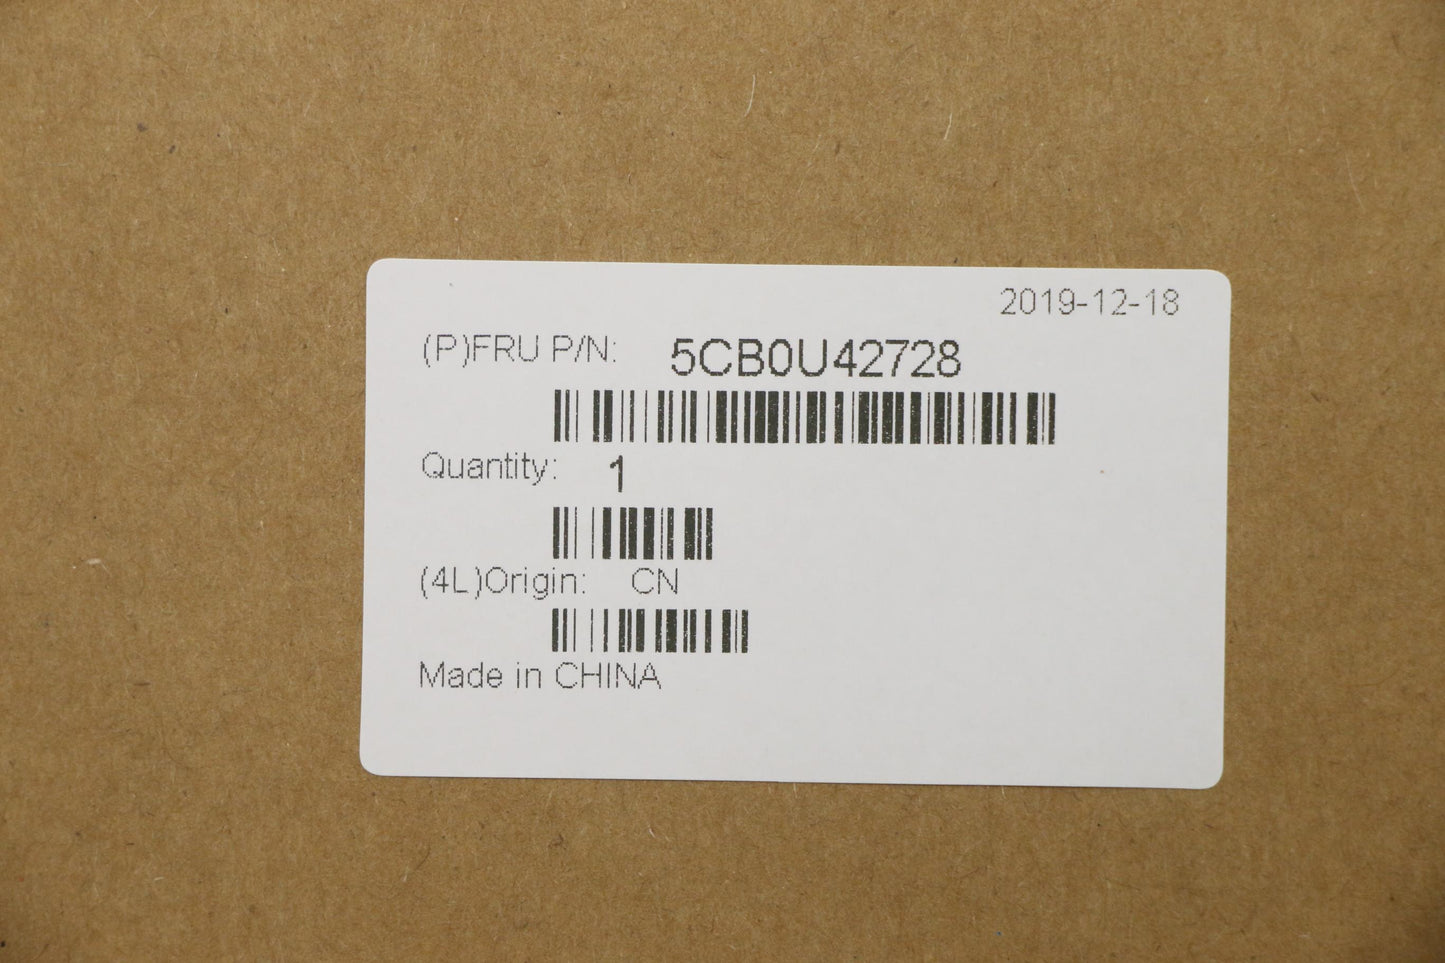 2019-12-18
(P)FRU P/N: 5CB0U42728
Quantity: 1
(4L)Origin: CN
Made in CHINA